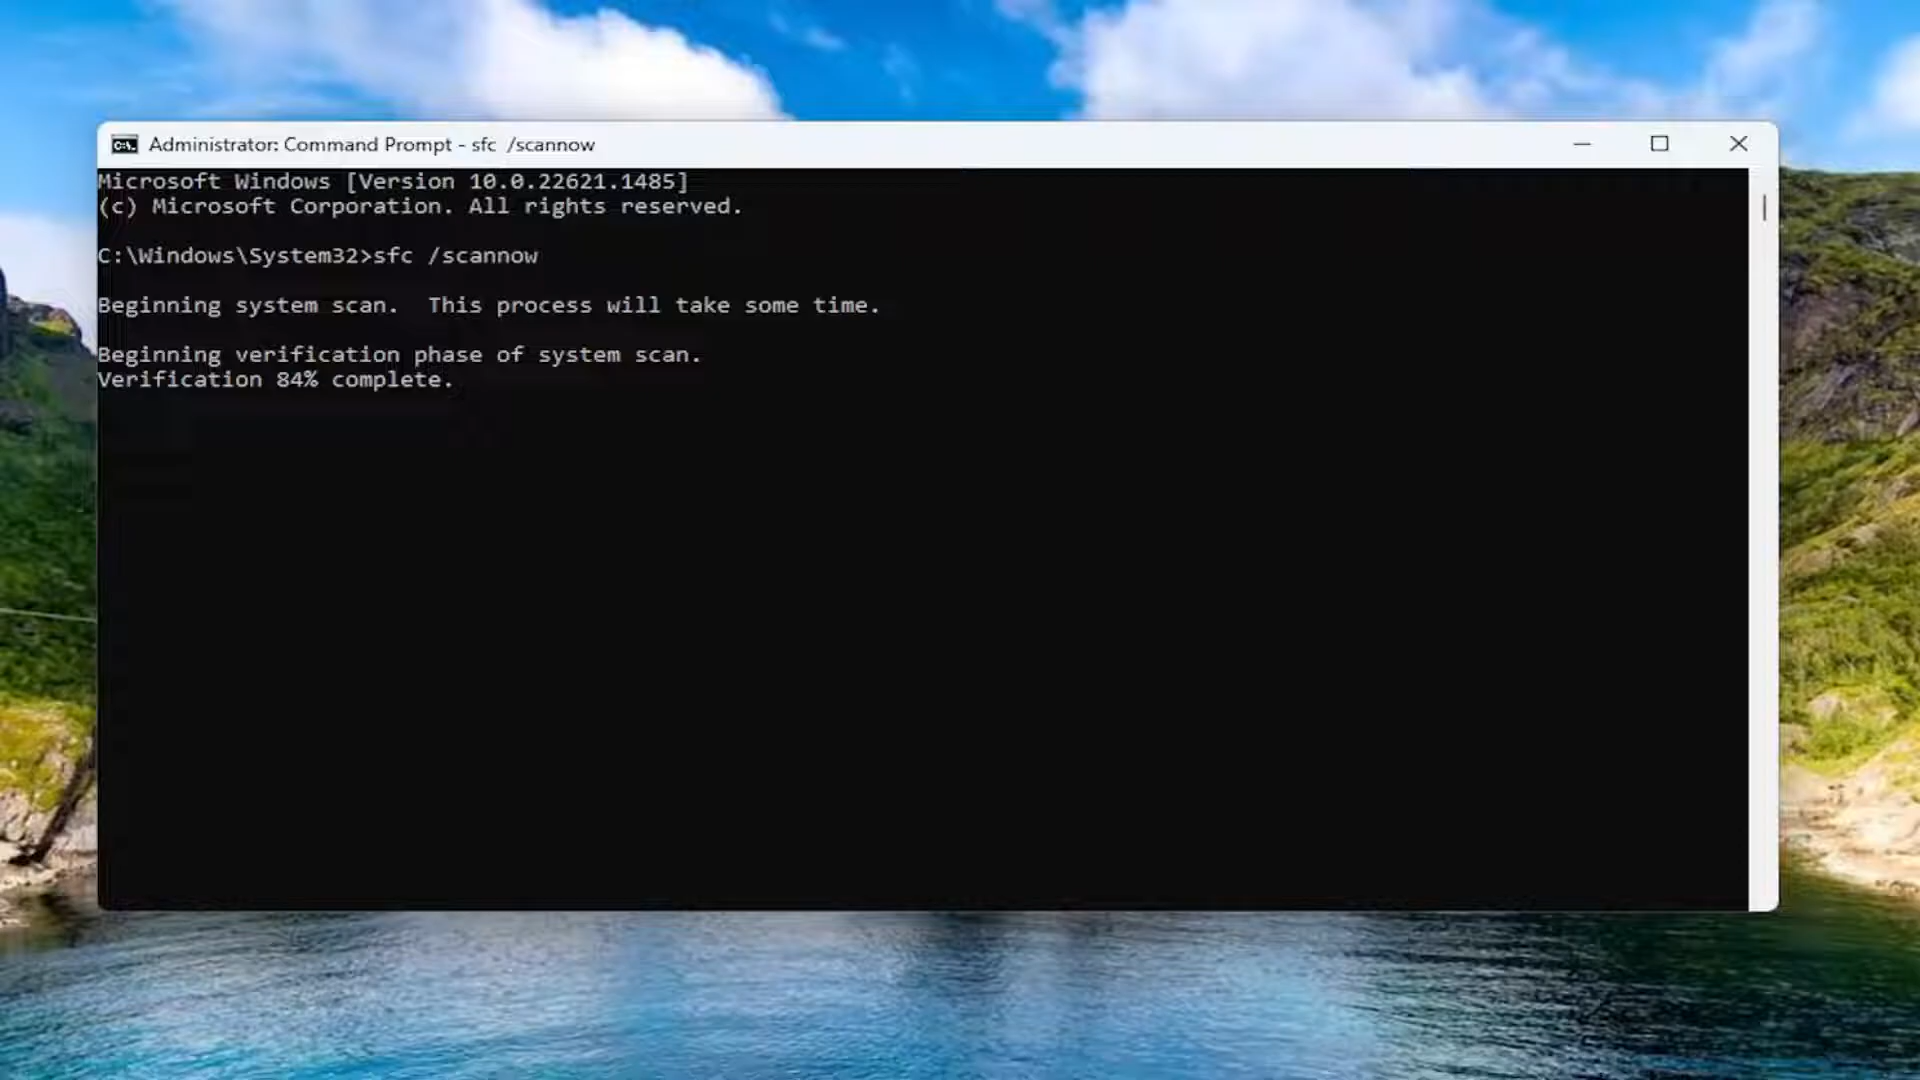 Administrator: Command Prompt - sfc  /scannow
Microsoft Windows [Version 10.0.22621.1485]
(c) Microsoft Corporation. All rights reserved.
C:\Windows\System32>sfc /scannow
Beginning system scan.  This process will take some time.
Beginning verification phase of system scan.
Verification 84% complete.